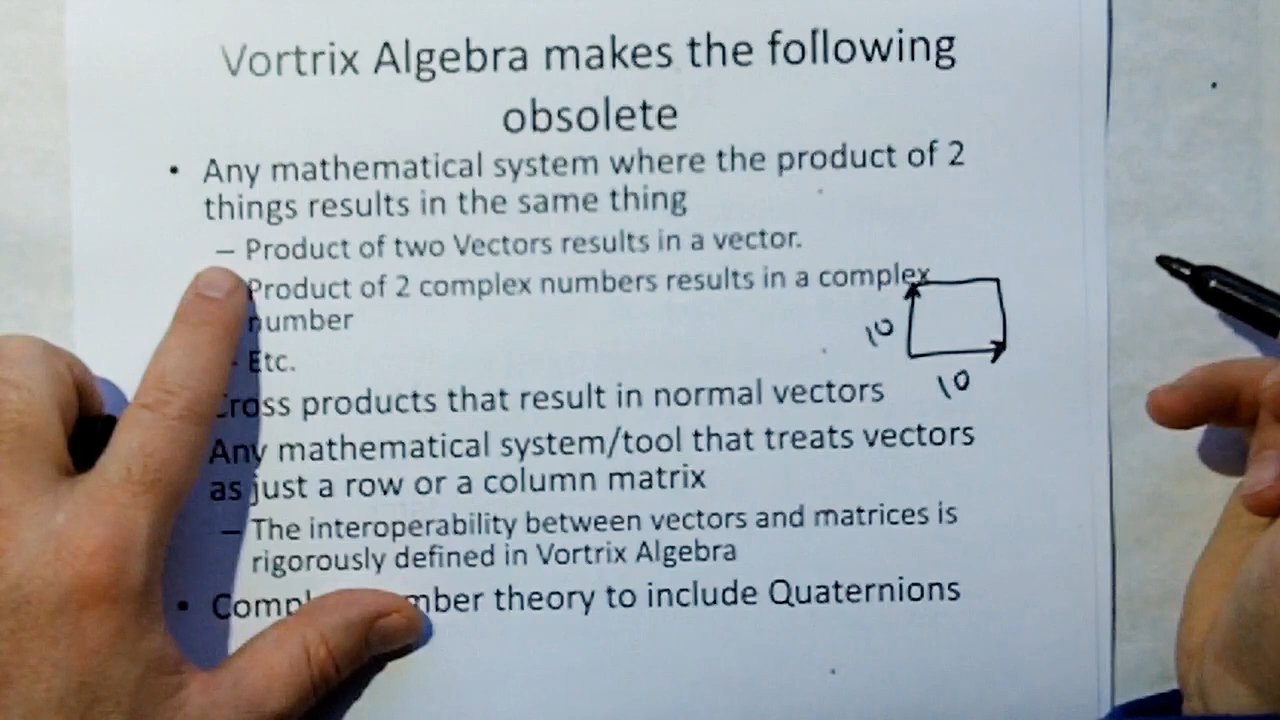 Vortrix Algebra makes the following
obsolete
• Any mathematical system where the product of 2
things results in the same thing
– Product of two Vectors results in a vector.
Product of 2 complex numbers results in a complex
number
- Etc.
Cross products that result in normal vectors
Any mathematical system/tool that treats vectors
as just a row or a column matrix
– The interoperability between vectors and matrices is
rigorously defined in Vortrix Algebra
• theory to include Quaternions
10
10